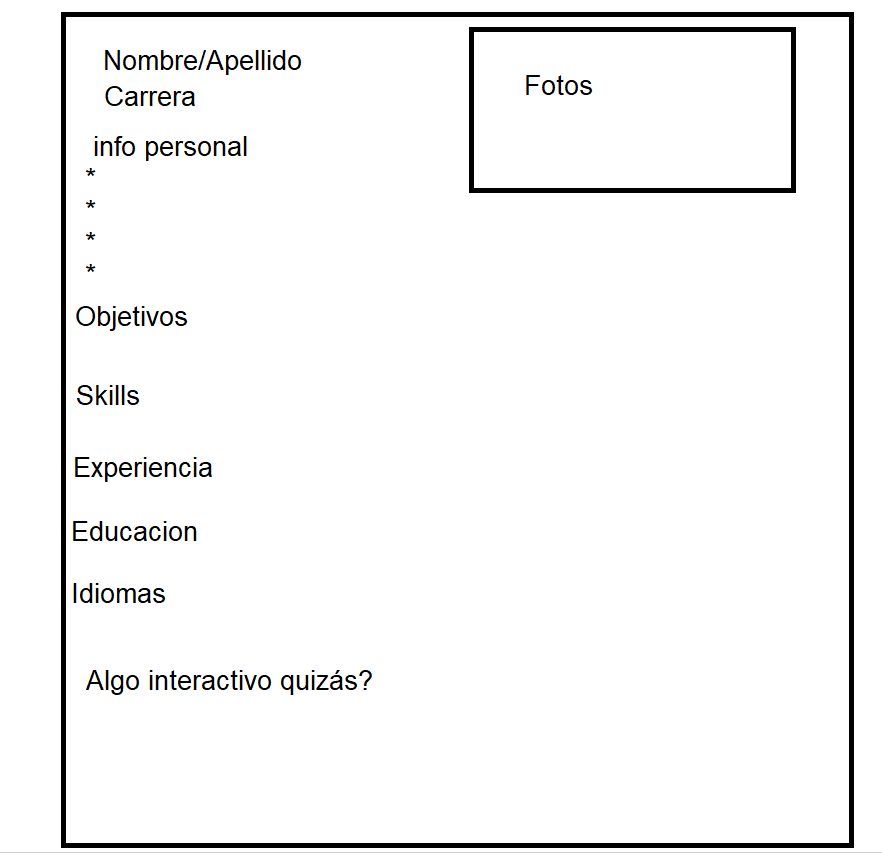 Nombre/Apellido
Carrera
Fotos
info personal
*
*
*
*
Objetivos
Skills
Experiencia
Educacion
Idiomas
Algo interactivo quizás?